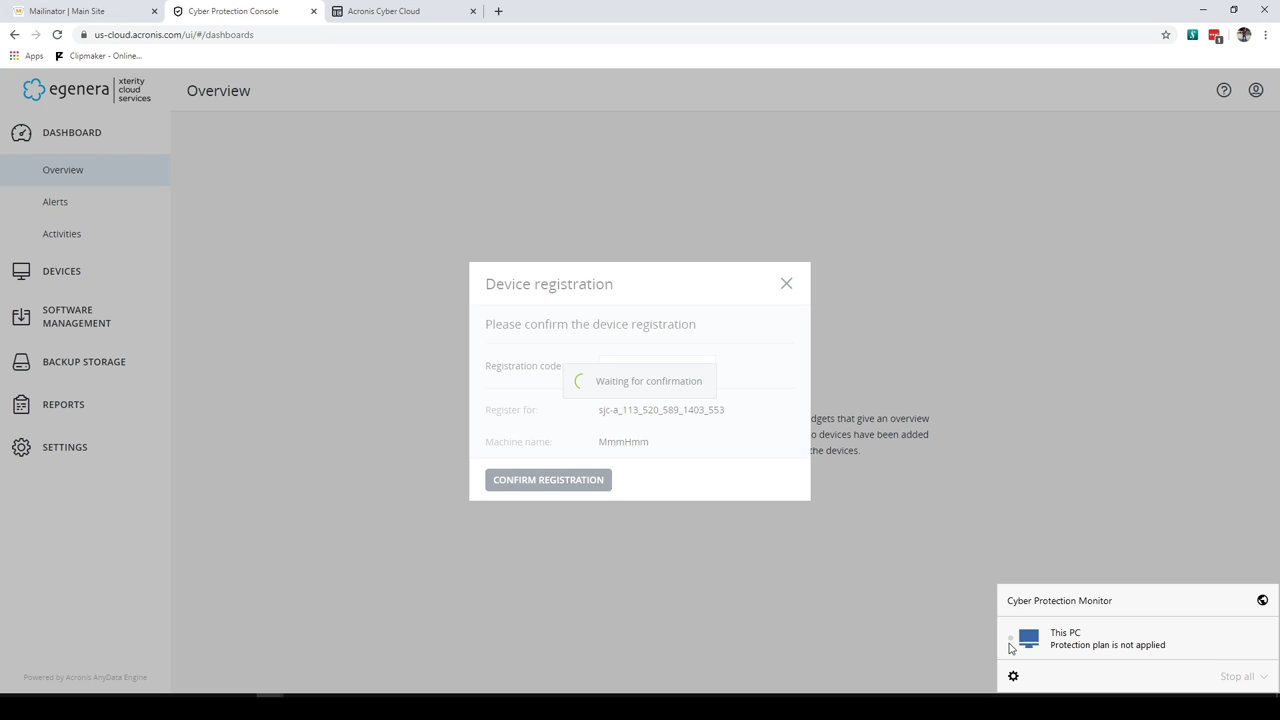 Mailinator | Main Site
Cyber Protection Console
Acronis Cyber Cloud
us-cloud.acronis.com/ui/#/dashboards
1
Apps
Clipmaker - Online...
egenera
xterity
cloud
services
Overview
DASHBOARD
Overview
Alerts
Activities
DEVICES
SOFTWARE
MANAGEMENT
BACKUP STORAGE
REPORTS
SETTINGS
Powered by Acronis AnyData Engine
Device registration
Please confirm the device registration
Registration code
Waiting for confirmation
Register for: sjc-a_113_520_589_1403_553
Machine name: MmmHmm
CONFIRM REGISTRATION
dgets that give an overview
o devices have been added
the devices.
Cyber Protection Monitor
This PC
Protection plan is not applied
Stop all